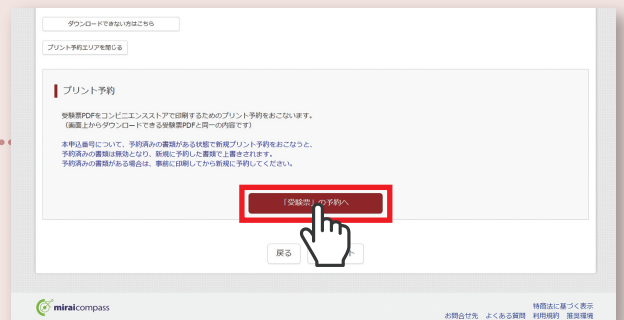 ダウンロードできない方はこちら
プリント予約エリアを閉じる
プリント予約
受験票PDFをコンビニエンスストアで印刷するためのプリント予約をおこないます。
(画面上からダウンロードできる受験票PDFと同一の内容です)
本申込番号について、予約済みの書類がある状態で新規プリント予約をおこなうと、
予約済みの書類は無効となり、新規に予約した書類で上書きされます。
予約済みの書類がある場合は、事前に印刷してから新規に予約してください。
「受験票」の予約へ
戻る
miraicompass
特商法に基づく表示
お問合せ先 よくある質問 利用規約 推奨環境